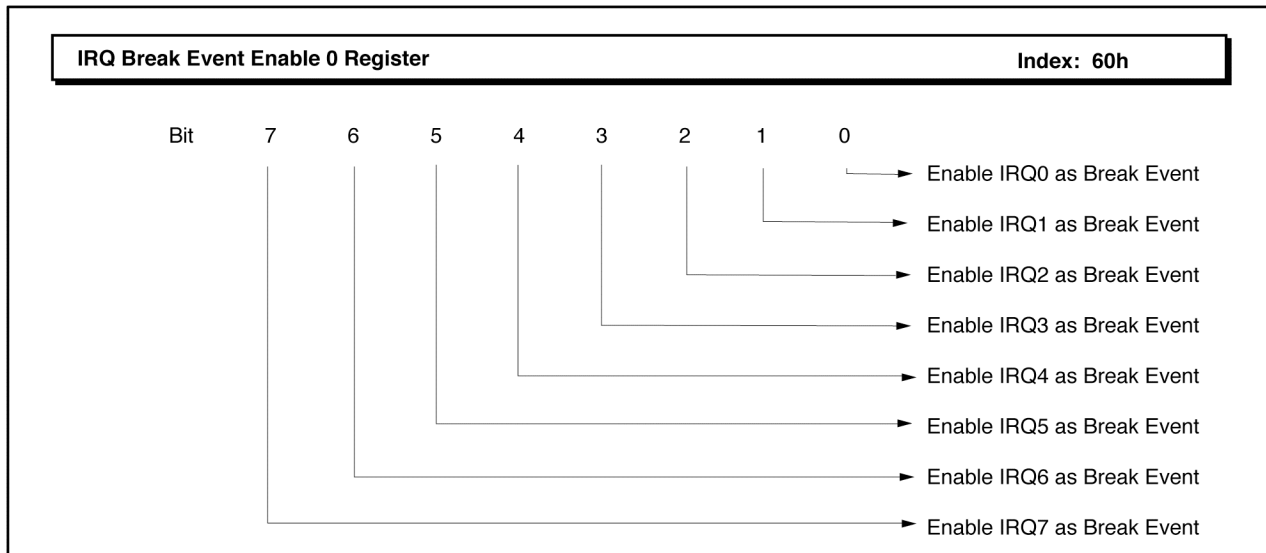 IRQ Break Event Enable 0 Register Index: 60h
Bit 7 6 5 4 3 2 1 0
Enable IRQ0 as Break Event
Enable IRQ1 as Break Event
Enable IRQ2 as Break Event
Enable IRQ3 as Break Event
Enable IRQ4 as Break Event
Enable IRQ5 as Break Event
Enable IRQ6 as Break Event
Enable IRQ7 as Break Event